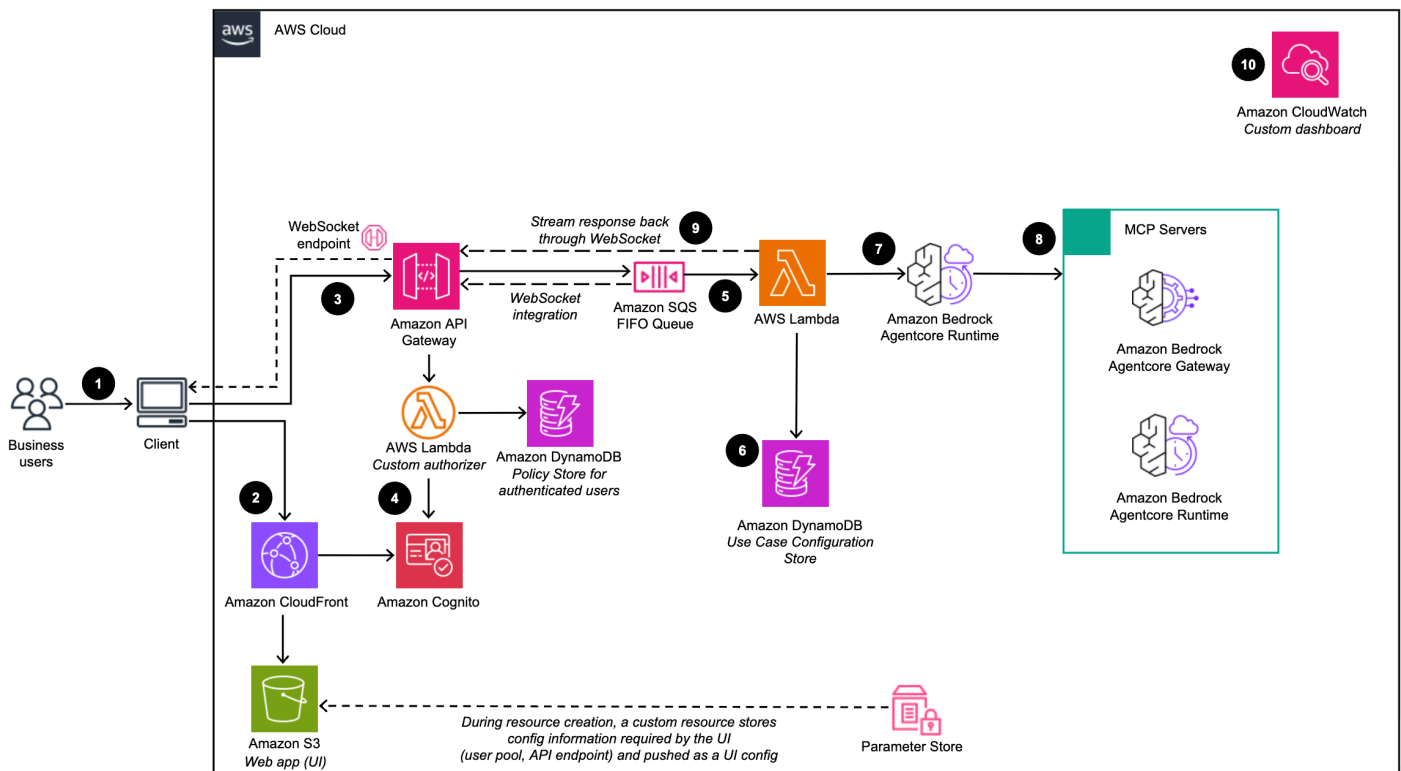 aws
AWS Cloud
10
Amazon CloudWatch
Custom dashboard
WebSocket
endpoint
Stream response back
through WebSocket
9
3
Amazon API
Gateway
WebSocket
integration
Amazon SQS
FIFO Queue
5
AWS Lambda
7
Amazon Bedrock
Agentcore Runtime
8
MCP Servers
Amazon Bedrock
Agentcore Gateway
Amazon Bedrock
Agentcore Runtime
1
Business
users
Client
AWS Lambda
Custom authorizer
Amazon DynamoDB
Policy Store for
authenticated users
6
Amazon DynamoDB
Use Case Configuration
Store
2
Amazon CloudFront
4
Amazon Cognito
Amazon S3
Web app (UI)
During resource creation, a custom resource stores
config information required by the UI
(user pool, API endpoint) and pushed as a UI config
Parameter Store